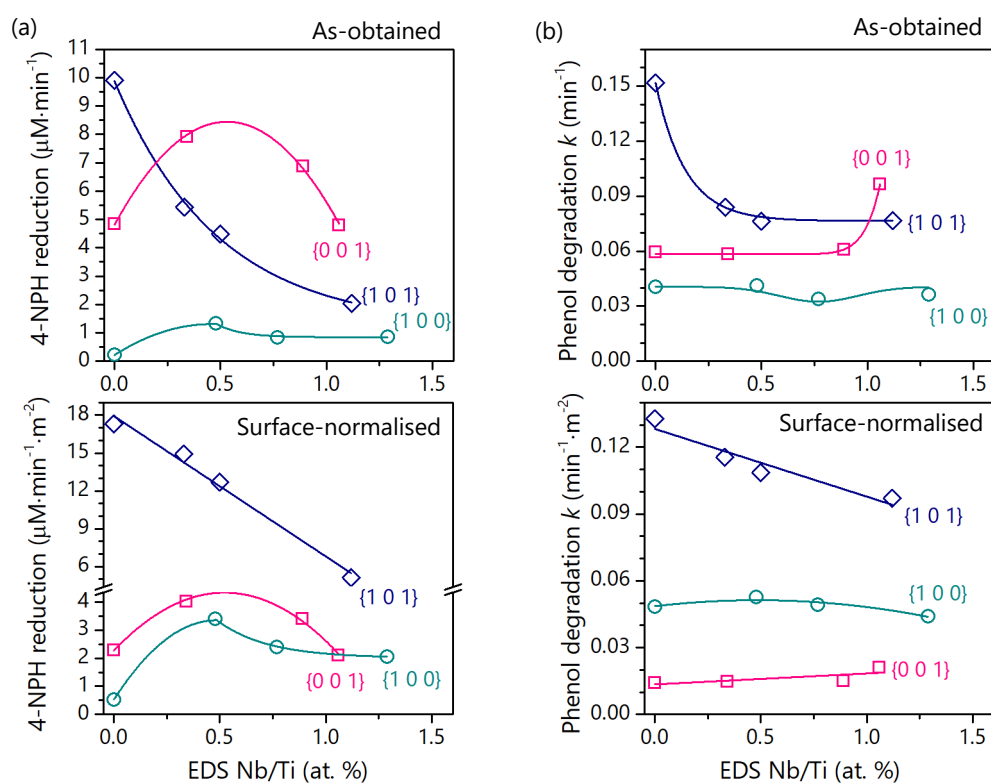 (a)
As-obtained
4-NPH reduction (μM·min⁻¹)
11
10
9
8
7
6
5
4
3
2
1
0
{0 0 1}
{1 0 1}
{1 0 0}
0.0 0.5 1.0 1.5
Surface-normalised
4-NPH reduction (μM·min⁻¹·m⁻²)
18
15
12
9
6
4
3
2
1
0
{1 0 1}
{0 0 1}
{1 0 0}
0.0 0.5 1.0 1.5
EDS Nb/Ti (at. %)
(b)
As-obtained
Phenol degradation k (min⁻¹)
0.15
0.12
0.09
0.06
0.03
0.00
{0 0 1}
{1 0 1}
{1 0 0}
0.0 0.5 1.0 1.5
Surface-normalised
Phenol degradation k (min⁻¹·m⁻²)
0.12
0.09
0.06
0.03
0.00
{1 0 1}
{1 0 0}
{0 0 1}
0.0 0.5 1.0 1.5
EDS Nb/Ti (at. %)